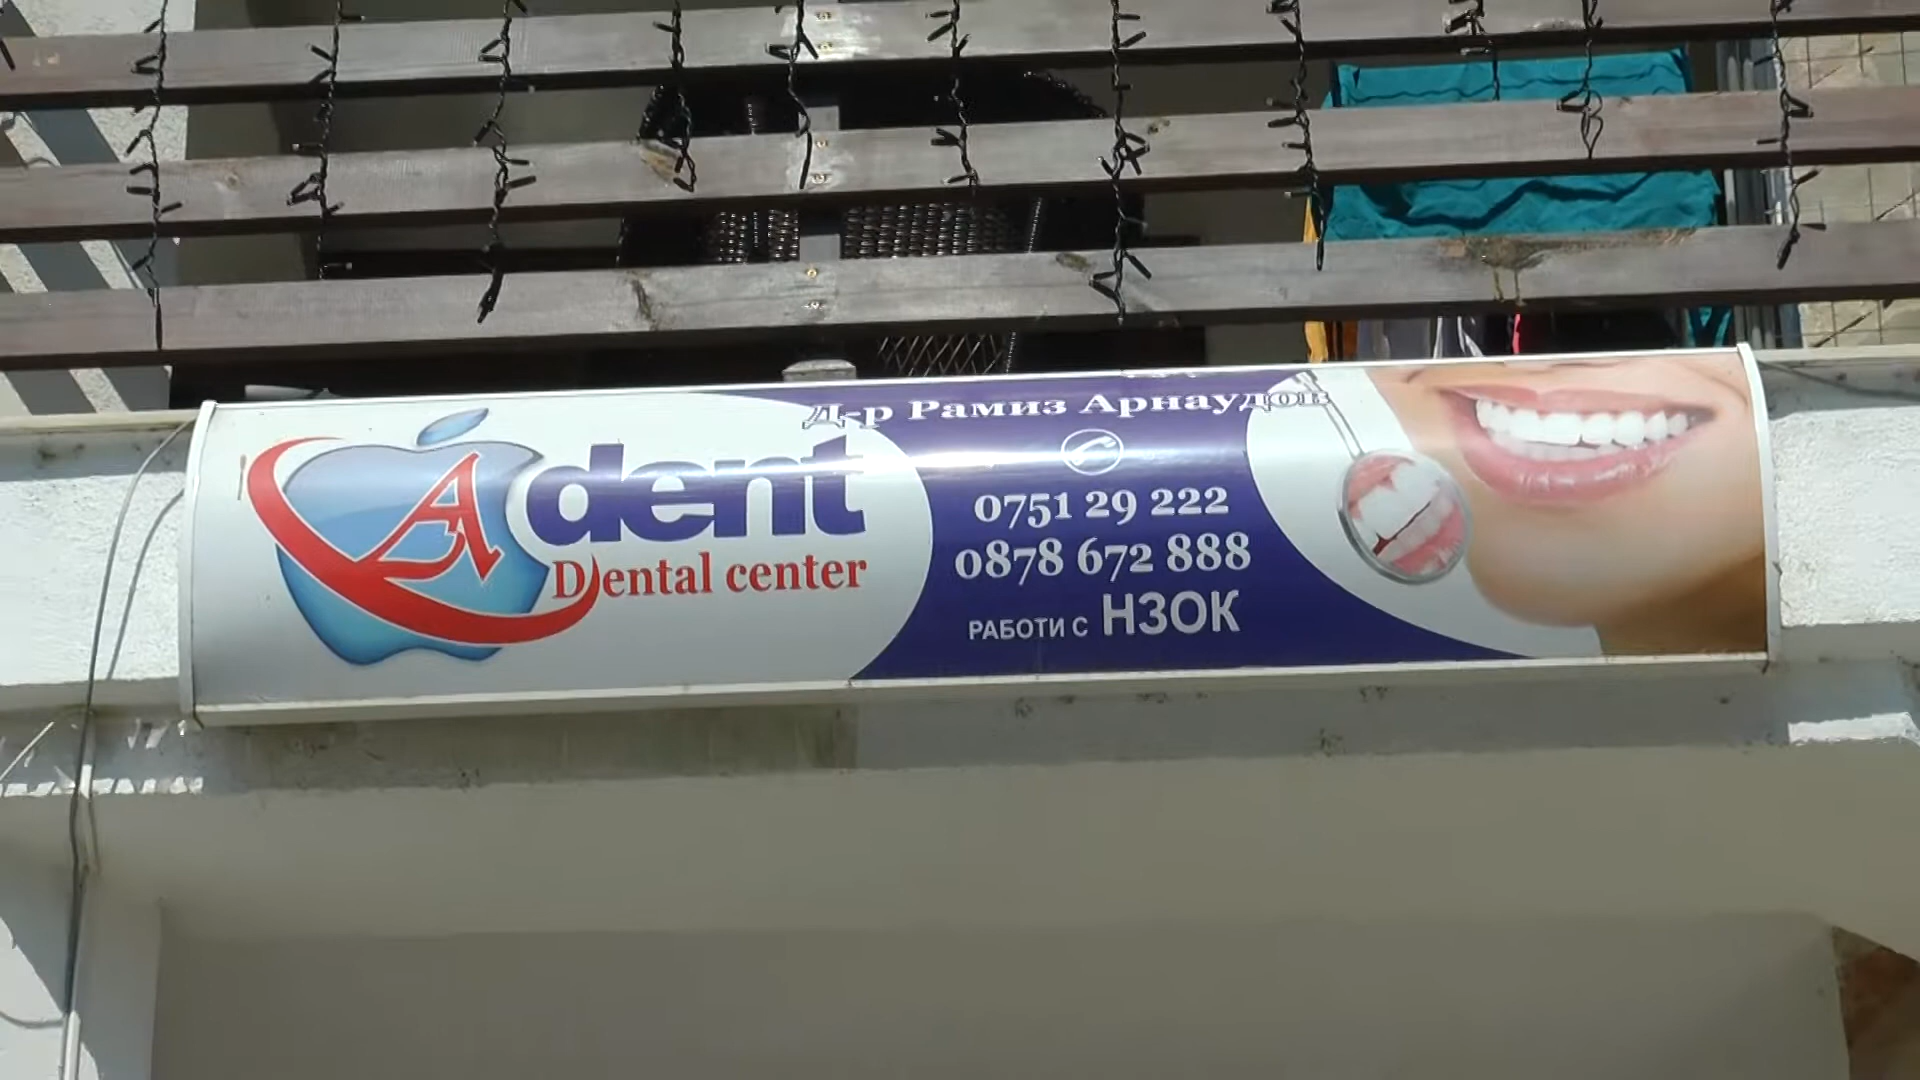 Adent
Dental center
Д-р Рамиз Арнаудов
0751 29 222
0878 672 888
РАБОТИ С НЗОК